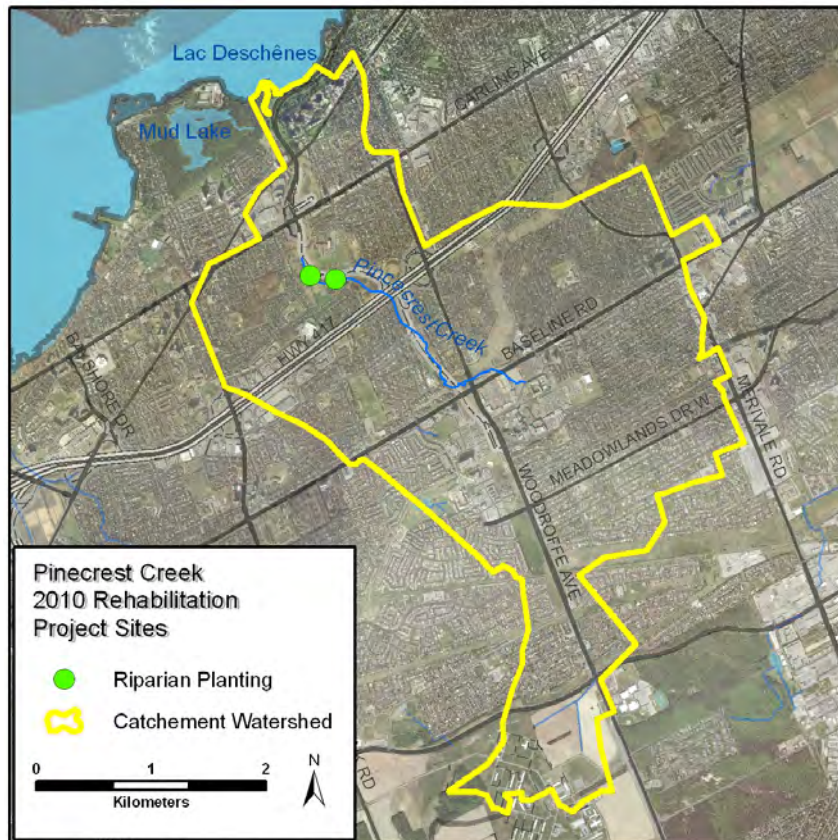 Lac Deschênes
Mud Lake
CARLING AVE
Pinecrest Creek
HWY 417
BASELINE RD
BAYSHORE DR
MERIVALE RD
MEADOWLANDS DR W
WOODROFFE AVE
Pinecrest Creek
2010 Rehabilitation
Project Sites
Riparian Planting
Catchement Watershed
0 1 2
Kilometers
N
RD